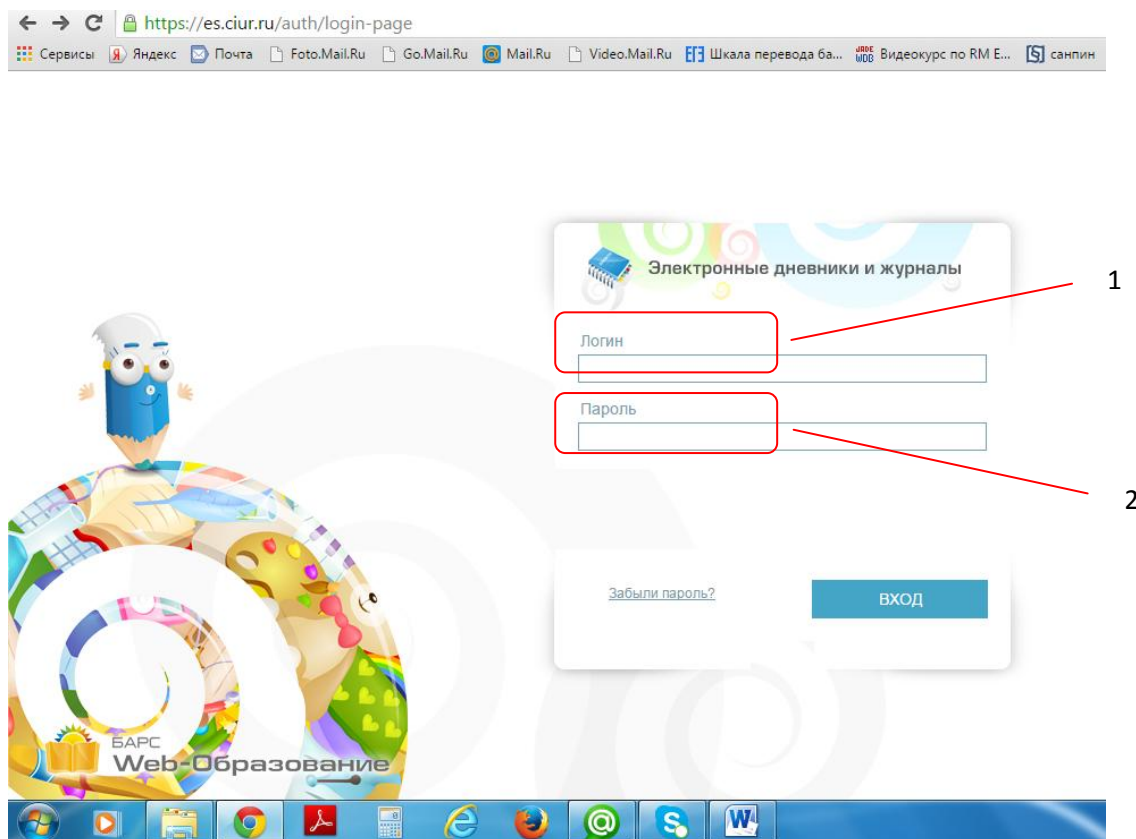 https://es.ciur.ru/auth/login-page
Сервисы Яндекс Почта Foto.Mail.Ru Go.Mail.Ru Mail.Ru Video.Mail.Ru Шкала перевода ба... Видеокурс по RM E... санпин
Электронные дневники и журналы
1
Логин
Пароль
2
Забыли пароль?
ВХОД
БАРС
Web-Образование